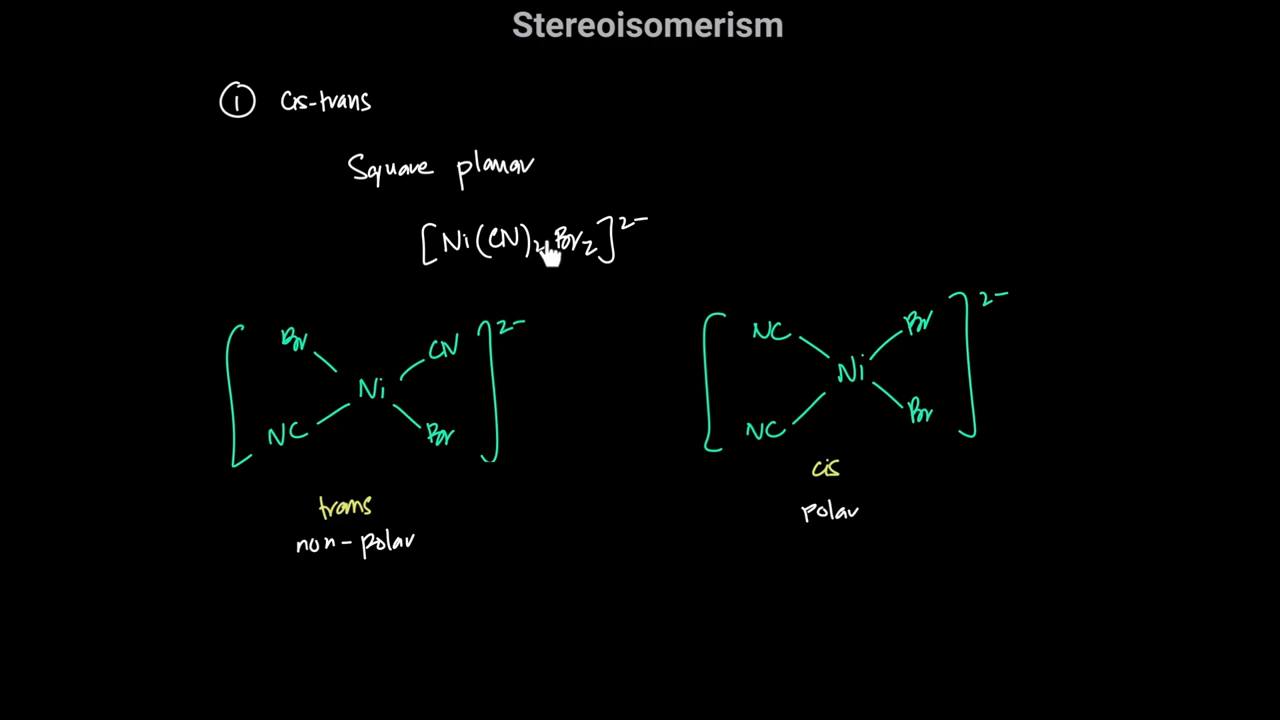 Stereoisomerism
① cis-trans
Square planar
[Ni(CN)₂Br₂]²⁻
[Br CN Ni NC Br]²⁻
[NC Br Ni NC Br]²⁻
trans
non-polar
cis
polar